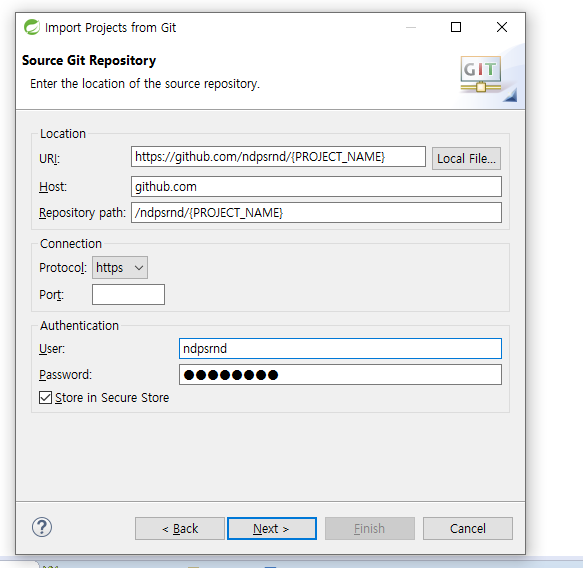 Import Projects from Git
Source Git Repository
Enter the location of the source repository.
GIT
Location
URI: https://github.com/ndpsrnd/{PROJECT_NAME} Local File...
Host: github.com
Repository path: /ndpsrnd/{PROJECT_NAME}
Connection
Protocol: https
Port:
Authentication
User: ndpsrnd
Password: ●●●●●●●●
Store in Secure Store
? < Back Next > Finish Cancel